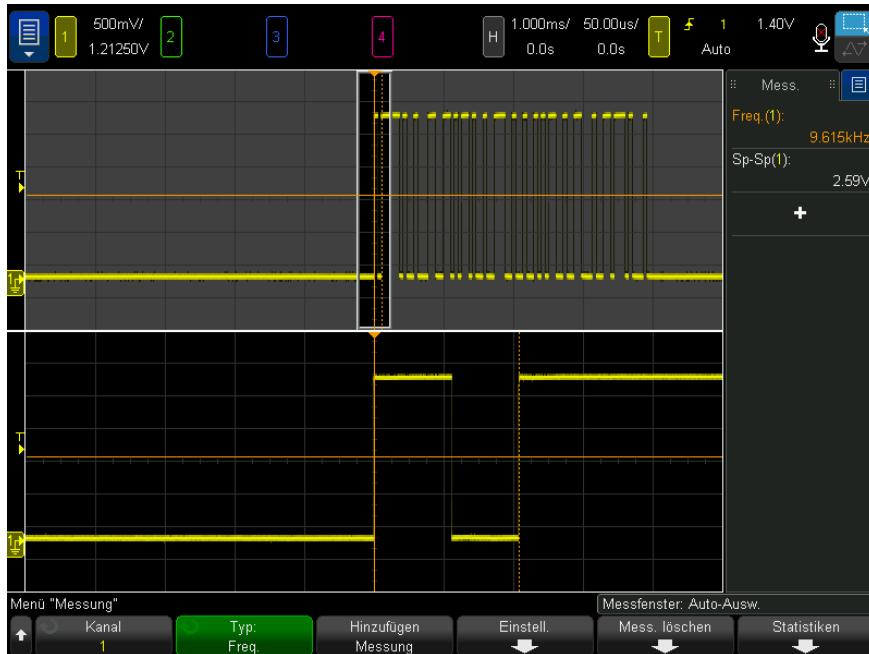 1 500mV/ 2 3 4 H 1.000ms/ 50.00us/ T 1 1.40V
1.21250V 0.0s 0.0s Auto
Mess.
Freq.(1):
9.615kHz
Sp-Sp(1):
2.59V
+
T
1
T
1
Menü "Messung" Messfenster: Auto-Ausw.
Kanal Typ: Hinzufügen Einstell. Mess. löschen Statistiken
1 Freq. Messung